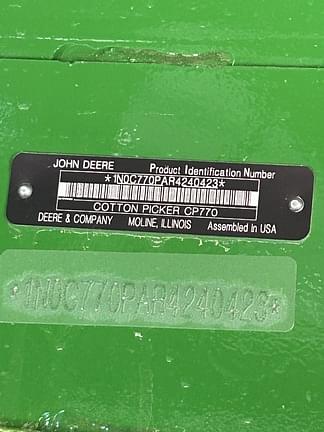 JOHN DEERE Product Identification Number
*1N0C770PAR4240423*
COTTON PICKER CP770
DEERE & COMPANY MOLINE, ILLINOIS Assembled in USA
*1N0C770PAR4240423*